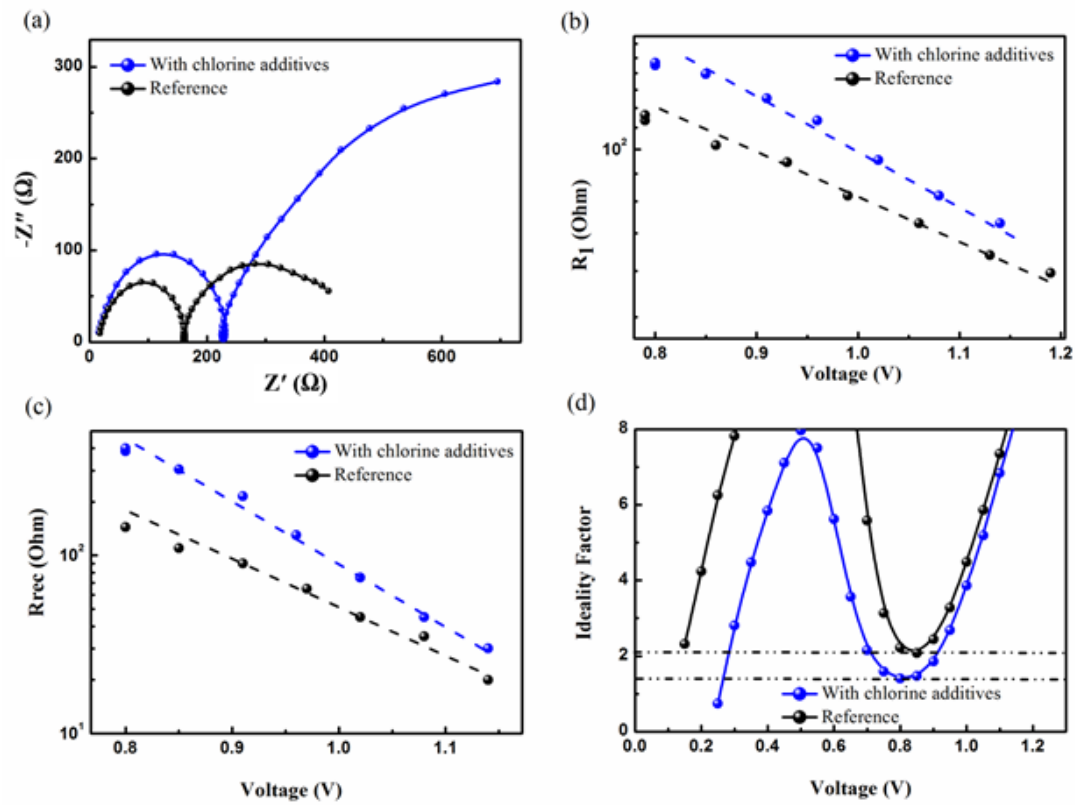 (a)
With chlorine additives
Reference
300
200
100
0
0 200 400 600
-Z″ (Ω)
Z′ (Ω)
(b)
With chlorine additives
Reference
10²
R₁ (Ohm)
0.8 0.9 1.0 1.1 1.2
Voltage (V)
(c)
With chlorine additives
Reference
10²
10¹
Rrec (Ohm)
0.8 0.9 1.0 1.1
Voltage (V)
(d)
8
6
4
2
0
Ideality Factor
With chlorine additives
Reference
0.0 0.2 0.4 0.6 0.8 1.0 1.2
Voltage (V)